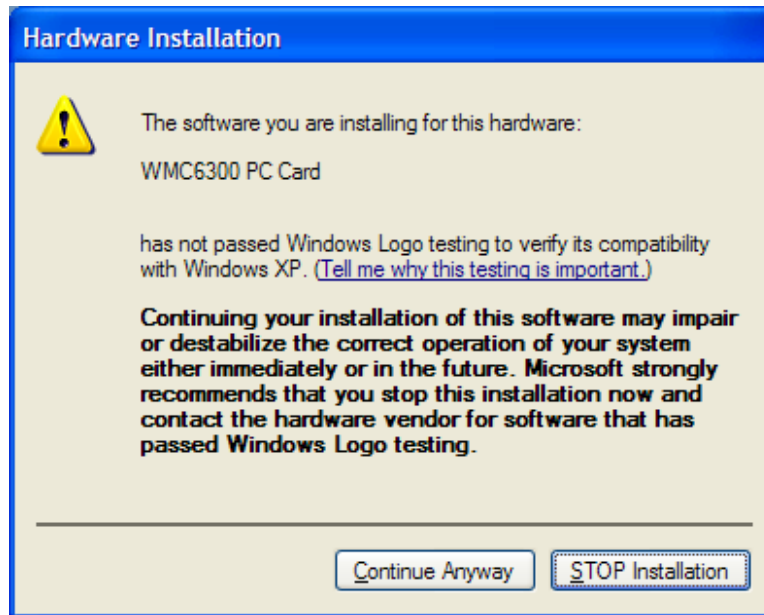 Hardware Installation
The software you are installing for this hardware:
WMC6300 PC Card
has not passed Windows Logo testing to verify its compatibility
with Windows XP. (Tell me why this testing is important.)
Continuing your installation of this software may impair
or destabilize the correct operation of your system
either immediately or in the future. Microsoft strongly
recommends that you stop this installation now and
contact the hardware vendor for software that has
passed Windows Logo testing.
Continue Anyway
STOP Installation